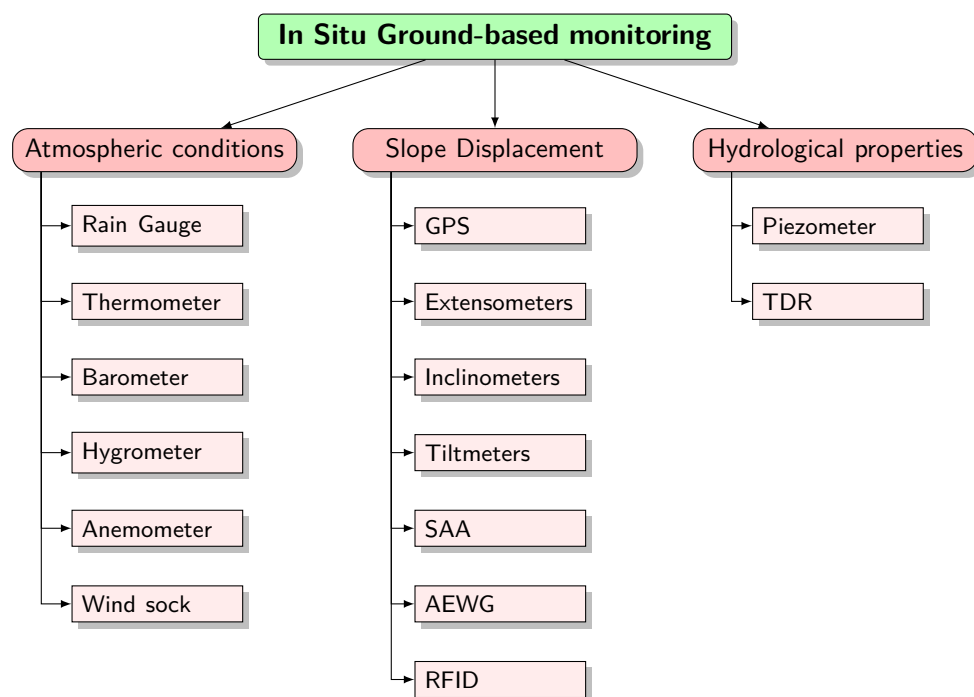 In Situ Ground-based monitoring
Atmospheric conditions
Slope Displacement
Hydrological properties
Rain Gauge
Thermometer
Barometer
Hygrometer
Anemometer
Wind sock
GPS
Extensometers
Inclinometers
Tiltmeters
SAA
AEWG
RFID
Piezometer
TDR